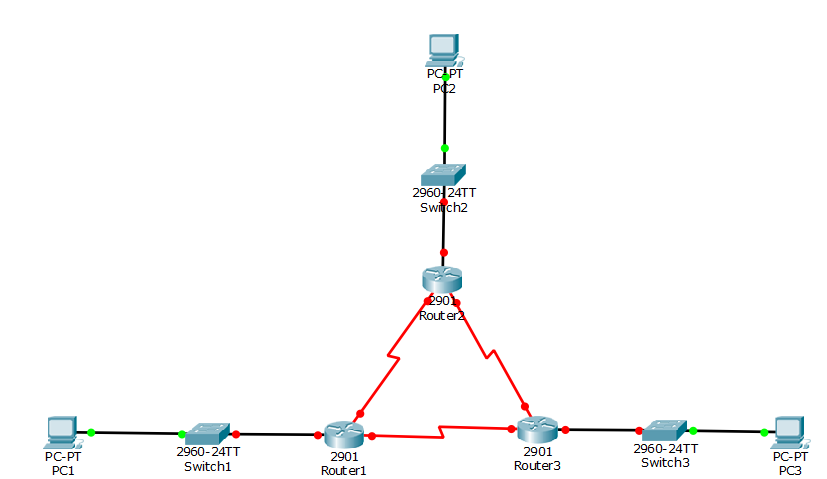 PC-PT
PC2
2960-24TT
Switch2
2901
Router2
PC-PT
PC1
2960-24TT
Switch1
2901
Router1
2901
Router3
2960-24TT
Switch3
PC-PT
PC3